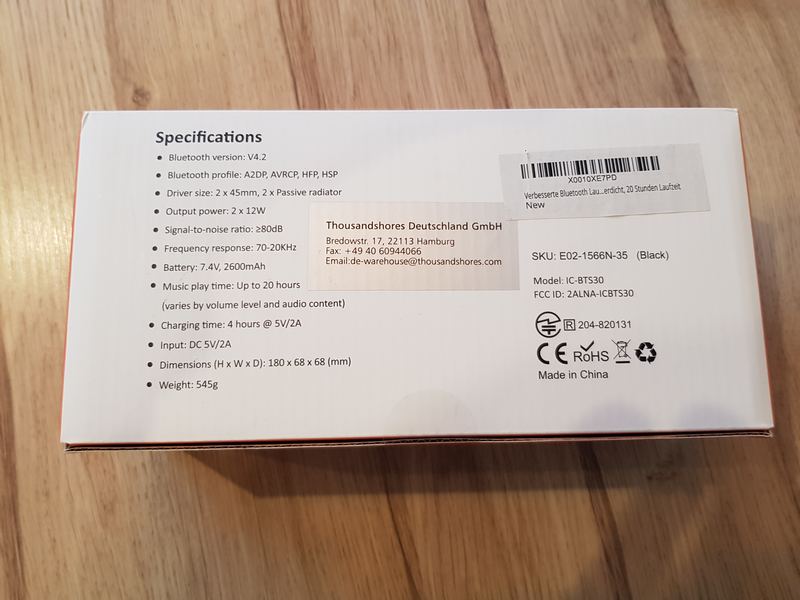 Specifications
• Bluetooth version: V4.2
• Bluetooth profile: A2DP, AVRCP, HFP, HSP
• Driver size: 2 x 45mm, 2 x Passive radiator
• Output power: 2 x 12W
• Signal-to-noise ratio: ≥80dB
• Frequency response: 70-20KHz
• Battery: 7.4V, 2600mAh
• Music play time: Up to 20 hours
(varies by volume level and audio content)
• Charging time: 4 hours @ 5V/2A
• Input: DC 5V/2A
• Dimensions (H x W x D): 180 x 68 x 68 (mm)
• Weight: 545g
Thousandshores Deutschland GmbH
Bredowstr. 17, 22113 Hamburg
Fax: +49 40 60944066
Email:de-warehouse@thousandshores.com
X0010XE7PD
Verbesserte Bluetooth Lau...erdicht, 20 Stunden Laufzeit
New
SKU: E02-1566N-35 (Black)
Model: IC-BTS30
FCC ID: 2ALNA-ICBTS30
R 204-820131
CE RoHS
Made in China